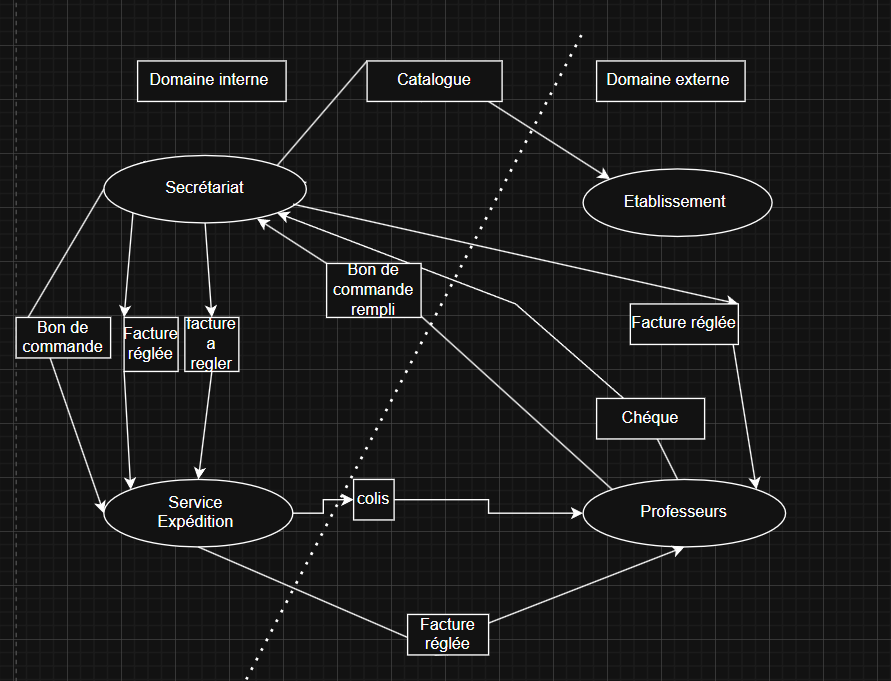 Domaine interne
Catalogue
Domaine externe
Secrétariat
Etablissement
Bon de
commande
rempli
Bon de
commande
Facture
réglée
facture
a
regler
Facture réglée
Chéque
Service
Expédition
colis
Professeurs
Facture
réglée